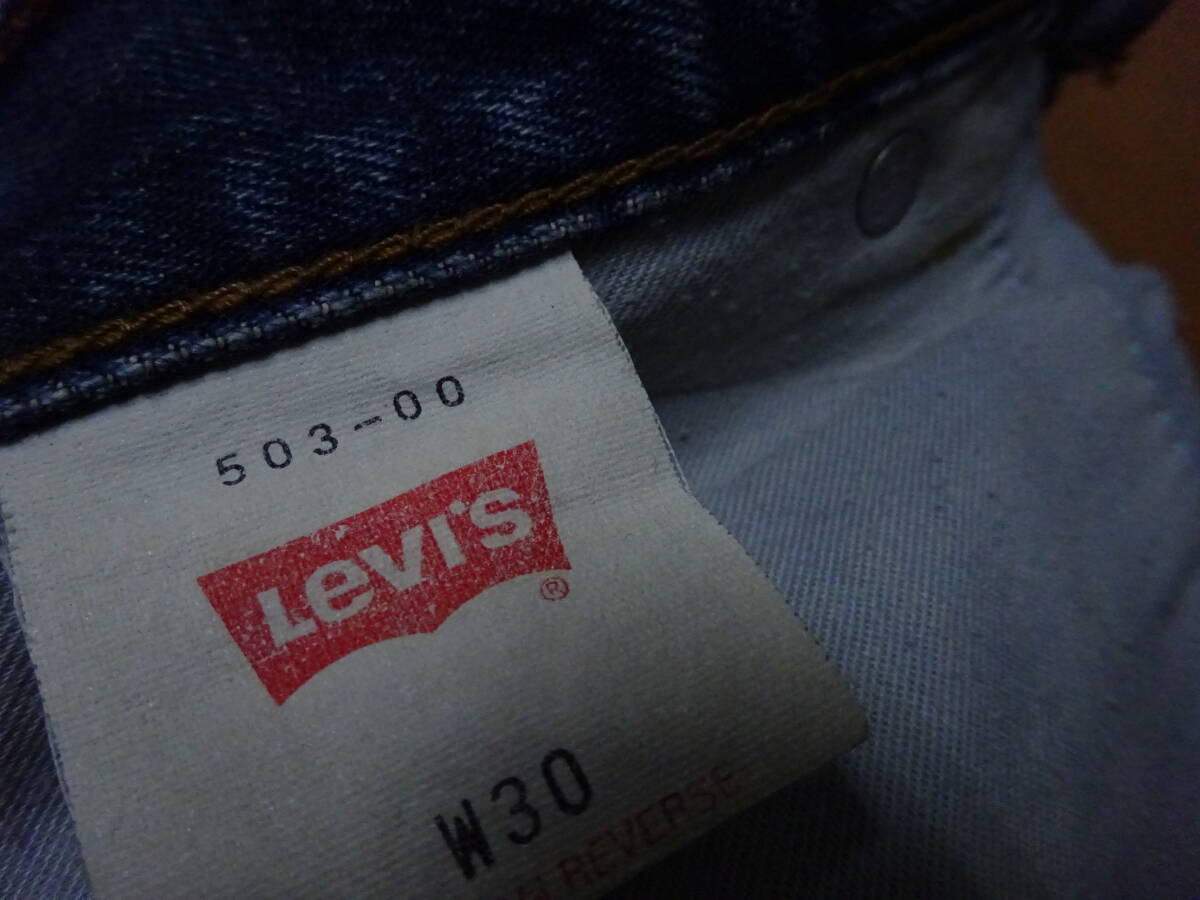 503-00
Levi's
®
W30
REVERSE